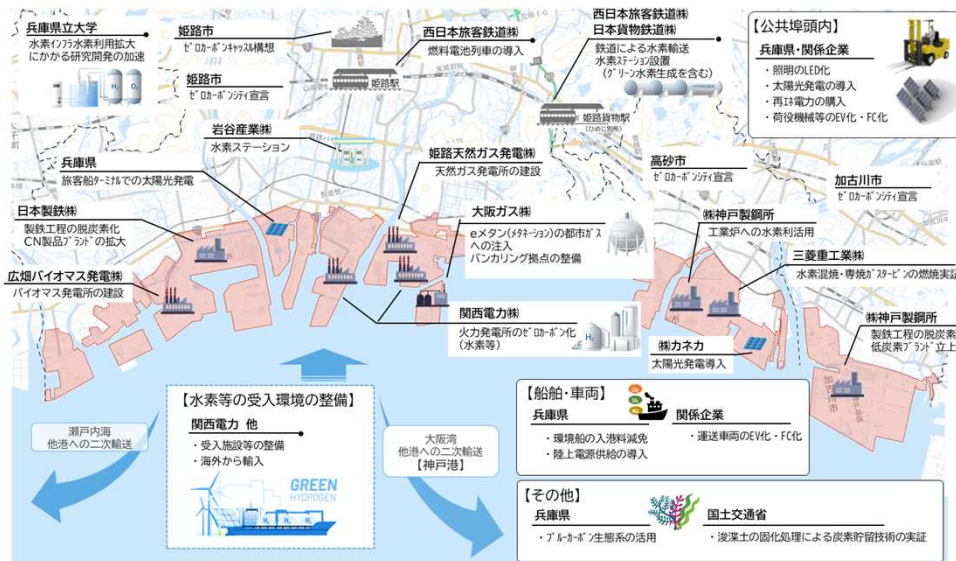 兵庫県立大学
水素インフラ水素利用拡大
にかかる研究開発の加速
姫路市
ゼロカーボンキャッスル構想
姫路市
ゼロカーボンシティ宣言
西日本旅客鉄道㈱
燃料電池列車の導入
姫路駅
西日本旅客鉄道㈱
日本貨物鉄道㈱
鉄道による水素輸送
水素ステーション設置
(グリーン水素生成を含む)
姫路貨物駅
(ひめじ別所)
【公共埠頭内】
兵庫県・関係企業
・照明のLED化
・太陽光発電の導入
・再エネ電力の購入
・荷役機械等のEV化・FC化
岩谷産業㈱
水素ステーション
兵庫県
旅客船ターミナルでの太陽光発電
姫路天然ガス発電㈱
天然ガス発電所の建設
高砂市
ゼロカーボンシティ宣言
加古川市
ゼロカーボンシティ宣言
日本製鉄㈱
製鉄工程の脱炭素化
CN製品ブランドの拡大
大阪ガス㈱
eメタン(メタネーション)の都市ガス
への注入
バンカリング拠点の整備
㈱神戸製鋼所
工業炉への水素利活用
三菱重工業㈱
水素混焼・専焼ガスタービンの燃焼実証
広畑バイオマス発電㈱
バイオマス発電所の建設
関西電力㈱
火力発電所のゼロカーボン化
(水素等)
㈱カネカ
太陽光発電導入
㈱神戸製鋼所
製鉄工程の脱炭素
低炭素ブランド立上
加古川市
【水素等の受入環境の整備】
関西電力 他
・受入施設等の整備
・海外から輸入
GREEN
HYDROGEN
瀬戸内海
他港への二次輸送
大阪湾
他港への二次輸送
【神戸港】
【船舶・車両】
兵庫県
・環境船の入港料減免
・陸上電源供給の導入
関係企業
・運送車両のEV化・FC化
【その他】
兵庫県
・ブルーカーボン生態系の活用
国土交通省
・浚渫土の固化処理による炭素貯留技術の実証